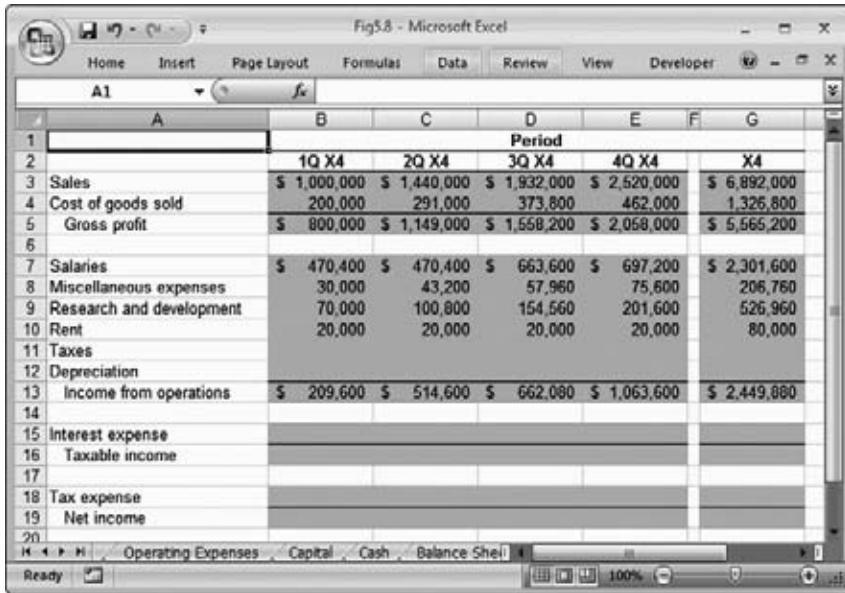 Fig5.8 - Microsoft Excel
Home Insert Page Layout Formulas Data Review View Developer
A1 fx
A B C D E F G
1 Period
2 1Q X4 2Q X4 3Q X4 4Q X4 X4
3 Sales $ 1,000,000 $ 1,440,000 $ 1,932,000 $ 2,520,000 $ 6,892,000
4 Cost of goods sold 200,000 291,000 373,800 462,000 1,326,800
5 Gross profit $ 800,000 $ 1,149,000 $ 1,558,200 $ 2,058,000 $ 5,565,200
6
7 Salaries $ 470,400 $ 470,400 $ 663,600 $ 697,200 $ 2,301,600
8 Miscellaneous expenses 30,000 43,200 57,960 75,600 206,760
9 Research and development 70,000 100,800 154,560 201,600 526,960
10 Rent 20,000 20,000 20,000 20,000 80,000
11 Taxes
12 Depreciation
13 Income from operations $ 209,600 $ 514,600 $ 662,080 $ 1,063,600 $ 2,449,880
14
15 Interest expense
16 Taxable income
17
18 Tax expense
19 Net income
20
Operating Expenses Capital Cash Balance Sheet
Ready 100%